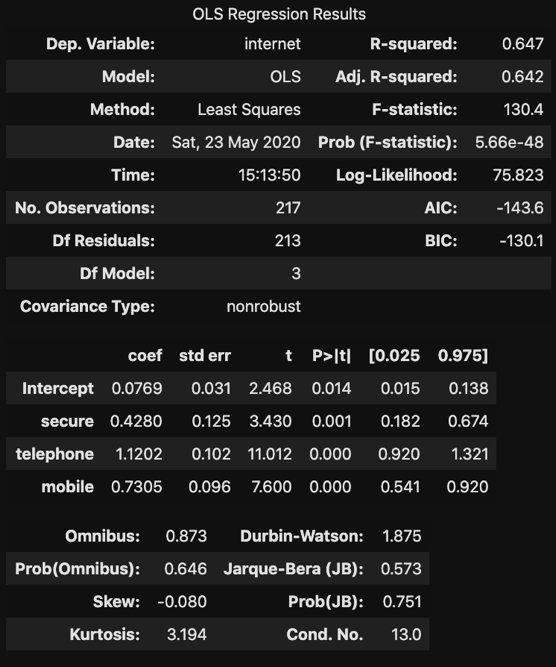 OLS Regression Results
Dep. Variable: internet R-squared: 0.647
Model: OLS Adj. R-squared: 0.642
Method: Least Squares F-statistic: 130.4
Date: Sat, 23 May 2020 Prob (F-statistic): 5.66e-48
Time: 15:13:50 Log-Likelihood: 75.823
No. Observations: 217 AIC: -143.6
Df Residuals: 213 BIC: -130.1
Df Model: 3
Covariance Type: nonrobust
coef std err t P>|t| [0.025 0.975]
Intercept 0.0769 0.031 2.468 0.014 0.015 0.138
secure 0.4280 0.125 3.430 0.001 0.182 0.674
telephone 1.1202 0.102 11.012 0.000 0.920 1.321
mobile 0.7305 0.096 7.600 0.000 0.541 0.920
Omnibus: 0.873 Durbin-Watson: 1.875
Prob(Omnibus): 0.646 Jarque-Bera (JB): 0.573
Skew: -0.080 Prob(JB): 0.751
Kurtosis: 3.194 Cond. No. 13.0